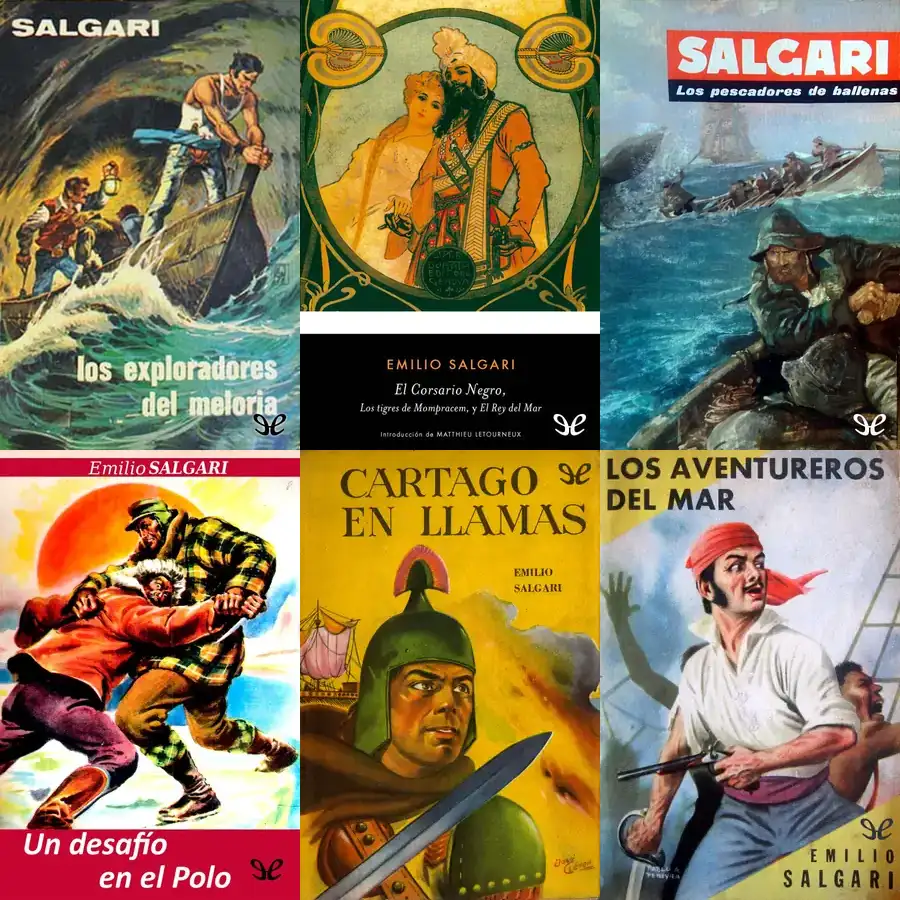 SALGARI
los exploradores
del meloria
EMILIO SALGARI
El Corsario Negro,
Los tigres de Mompracem, y El Rey del Mar
Introducción de MATTHIEU LETOURNEUX
SALGARI
Los pescadores de ballenas
Emilio SALGARI
Un desafío
en el Polo
CARTAGO
EN LLAMAS
EMILIO
SALGARI
LOS AVENTUREROS
DEL MAR
EMILIO
SALGARI